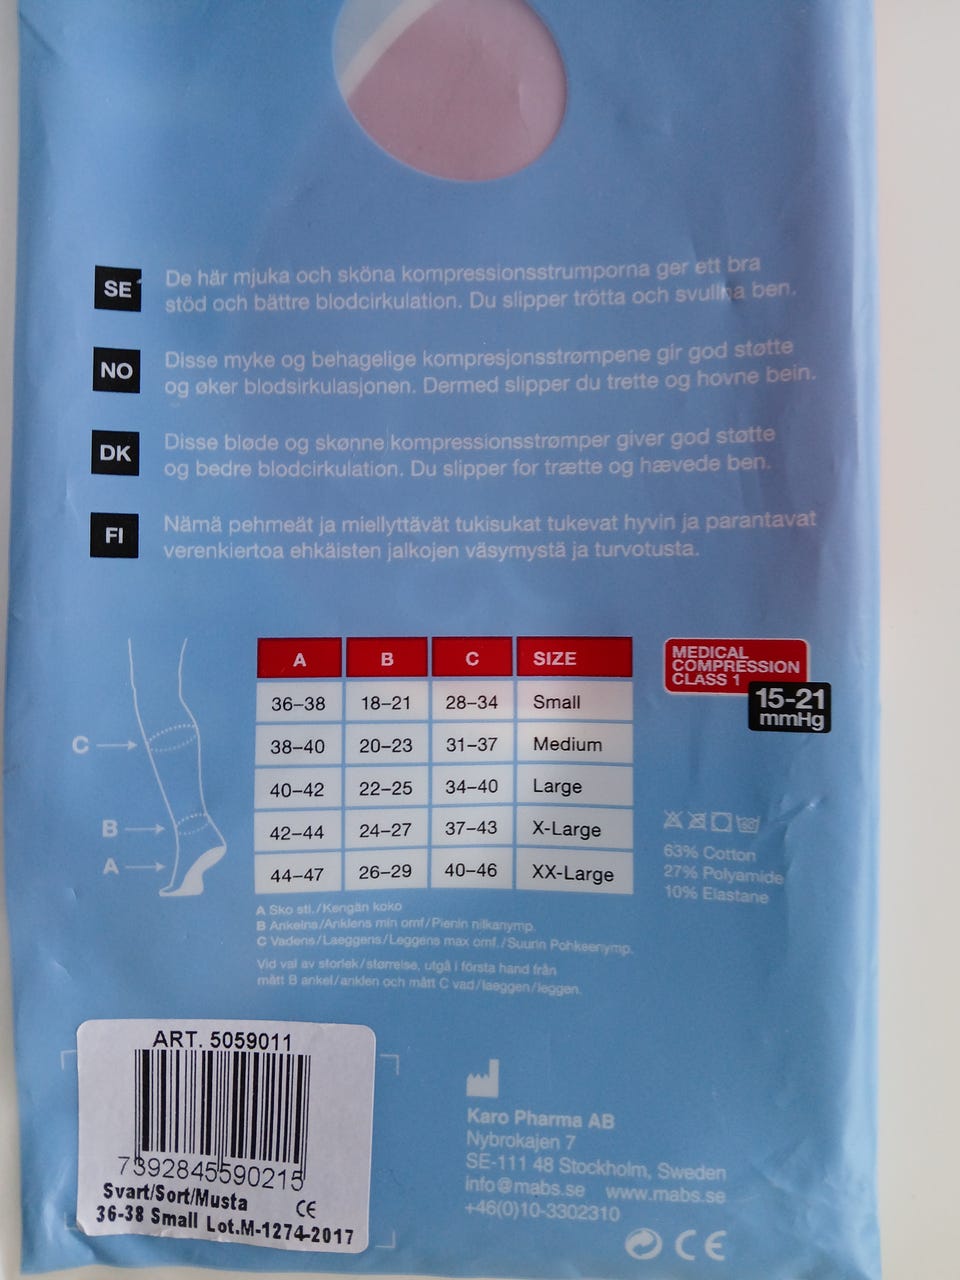 SE
De här mjuka och sköna kompressionsstrumporna ger ett bra
stöd och bättre blodcirkulation. Du slipper trötta och svullna ben.
NO
Disse myke og behagelige kompresjonsstrømpene gir god støtte
og øker blodsirkulasjonen. Dermed slipper du trette og hovne bein.
DK
Disse bløde og skønne kompressionsstrømper giver god støtte
og bedre blodcirkulation. Du slipper for trætte og hævede ben.
FI
Nämä pehmeät ja miellyttävät tukisukat tukevat hyvin ja parantavat
verenkiertoa ehkäisten jalkojen väsymystä ja turvotusta.
C
B
A
A B C SIZE
36–38 18–21 28–34 Small
38–40 20–23 31–37 Medium
40–42 22–25 34–40 Large
42–44 24–27 37–43 X-Large
44–47 26–29 40–46 XX-Large
MEDICAL
COMPRESSION
CLASS 1
15-21
mmHg
63% Cotton
27% Polyamide
10% Elastane
A Sko stl./Kengän koko
B Ankelns/Anklens min omf/Pienin nilkanymp.
C Vadens/Laeggens/Leggens max omf./Suurin Pohkeenymp.
Vid val av storlek/størrelse, utgå i första hand från
mått B ankel/anklen och mått C vad/laeggen/leggen.
ART. 5059011
7392845590215
Svart/Sort/Musta CE
36-38 Small Lot.M-1274-2017
Karo Pharma AB
Nybrokajen 7
SE-111 48 Stockholm, Sweden
info@mabs.se www.mabs.se
+46(0)10-3302310
CE